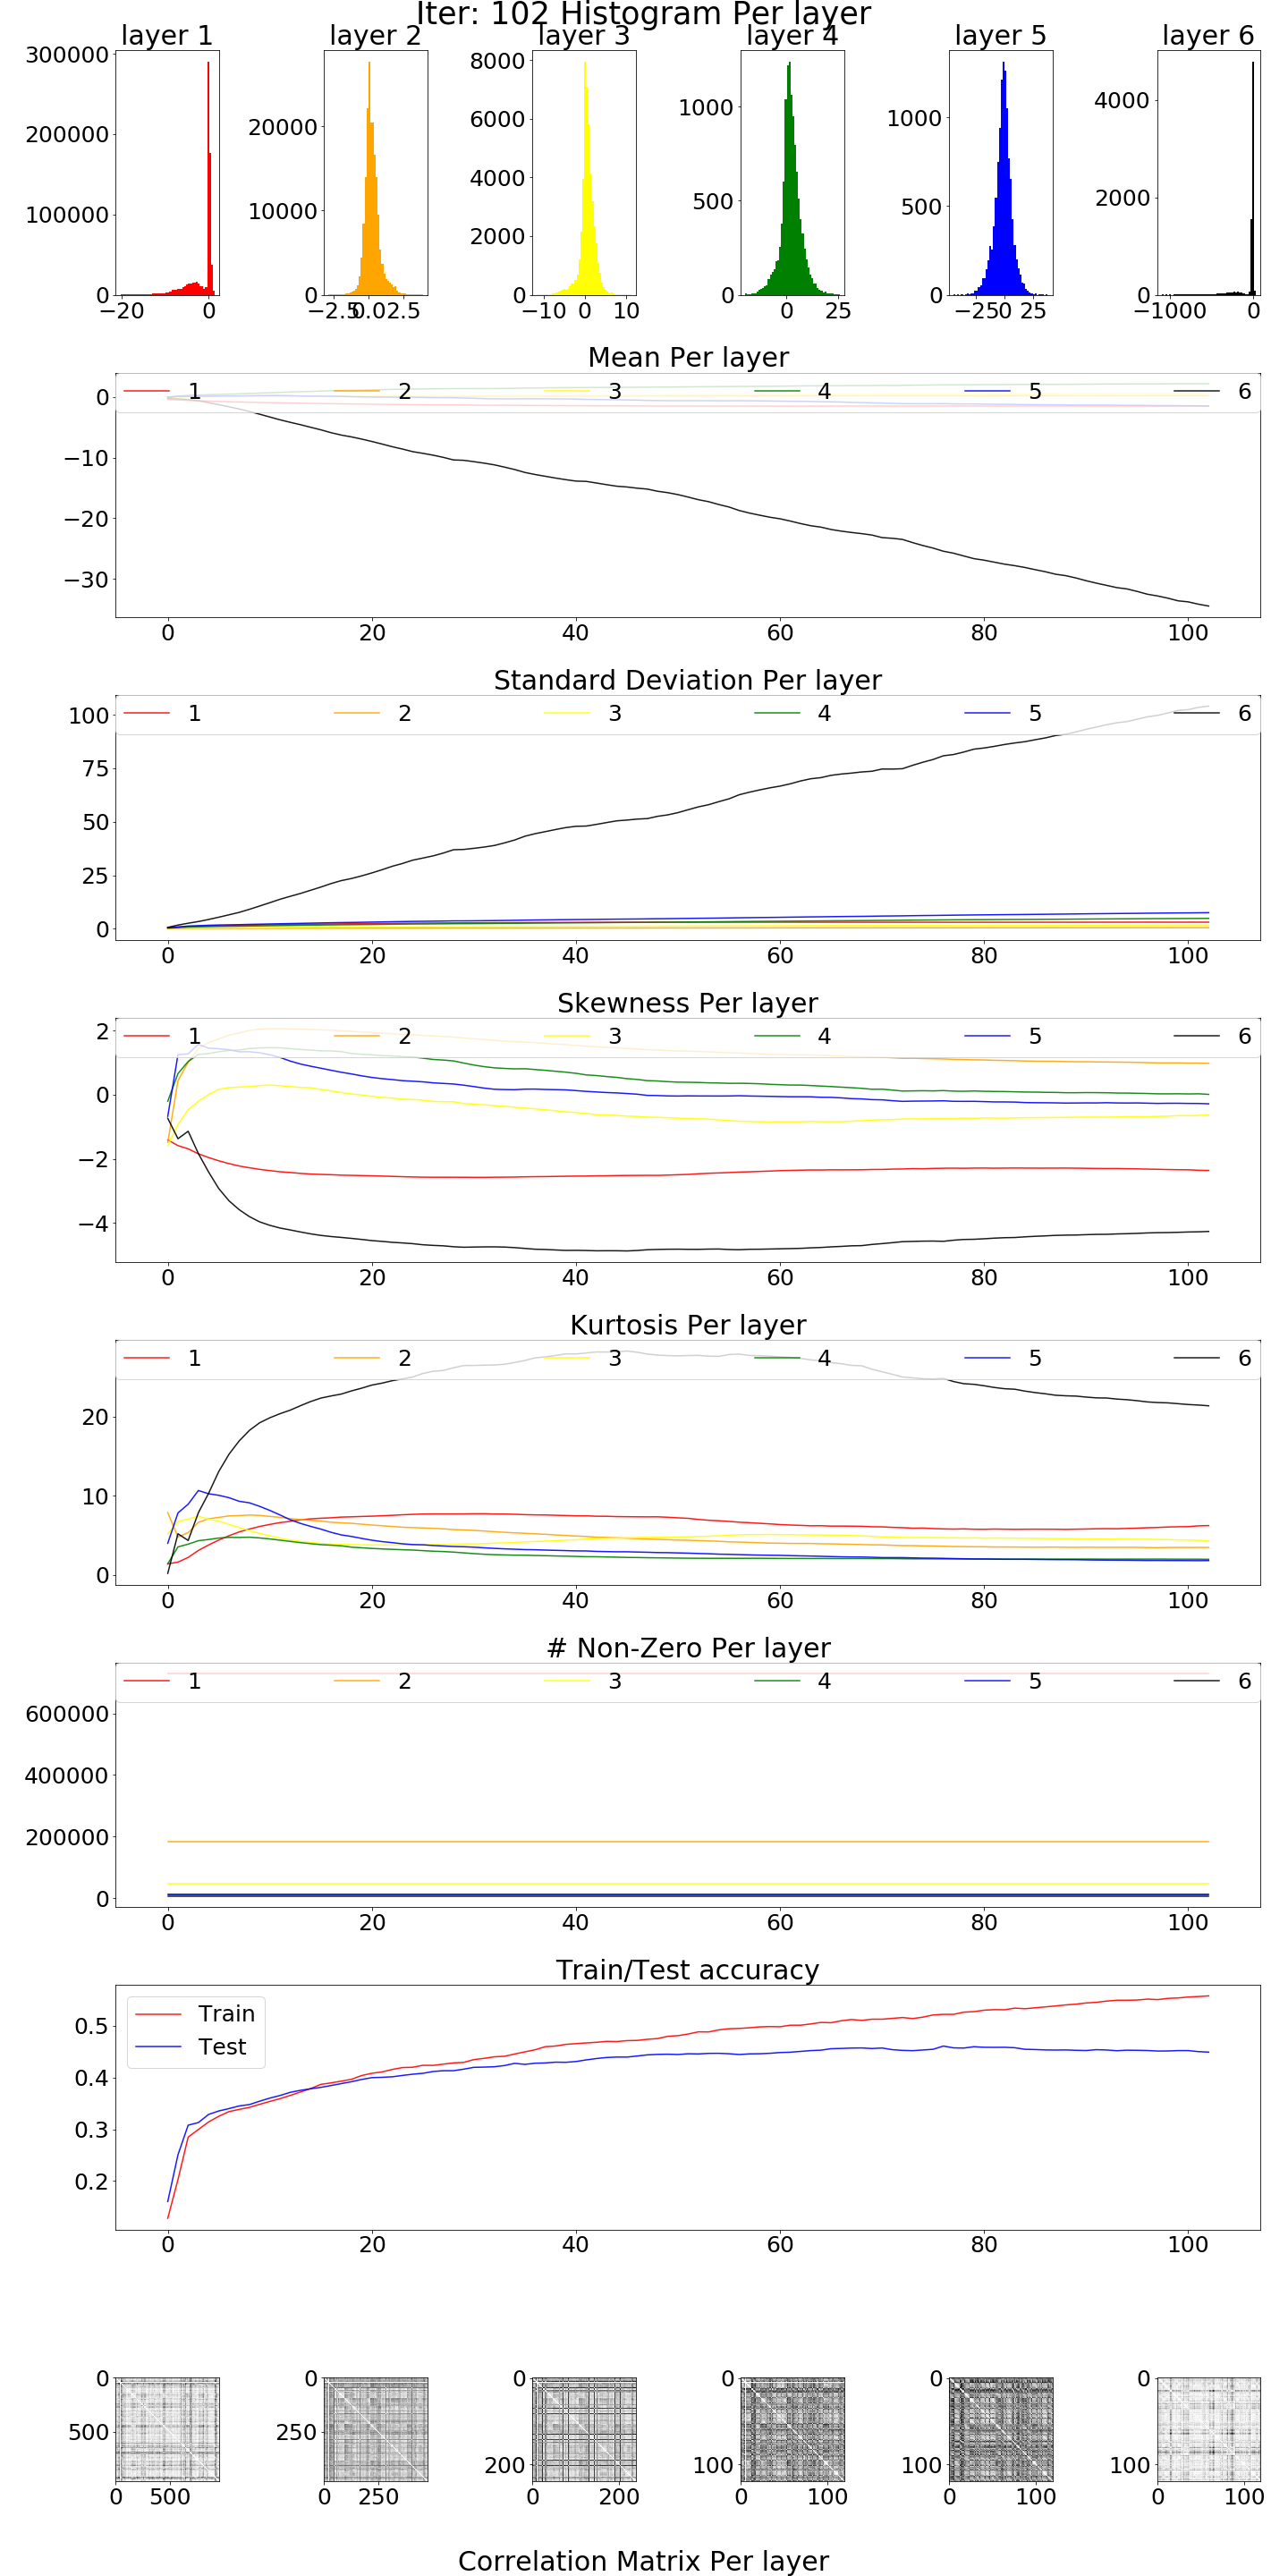 Iter: 102 Histogram Per layer
layer 1 layer 2 layer 3 layer 4 layer 5 layer 6
300000
200000
100000
0
−20 0
20000
10000
0
−2.5 0.0 2.5
8000
6000
4000
2000
0
−10 0 10
1000
500
0
0 25
1000
500
0
−25 0 25
4000
2000
0
−1000 0
Mean Per layer
1 2 3 4 5 6
0
−10
−20
−30
0 20 40 60 80 100
Standard Deviation Per layer
1 2 3 4 5 6
100
75
50
25
0
0 20 40 60 80 100
Skewness Per layer
1 2 3 4 5 6
2
0
−2
−4
0 20 40 60 80 100
Kurtosis Per layer
1 2 3 4 5 6
20
10
0
0 20 40 60 80 100
# Non-Zero Per layer
1 2 3 4 5 6
600000
400000
200000
0
0 20 40 60 80 100
Train/Test accuracy
Train
Test
0.5
0.4
0.3
0.2
0 20 40 60 80 100
0
500
0 500
0
250
0 250
0
200
0 200
0
100
0 100
0
100
0 100
0
100
0 100
Correlation Matrix Per layer